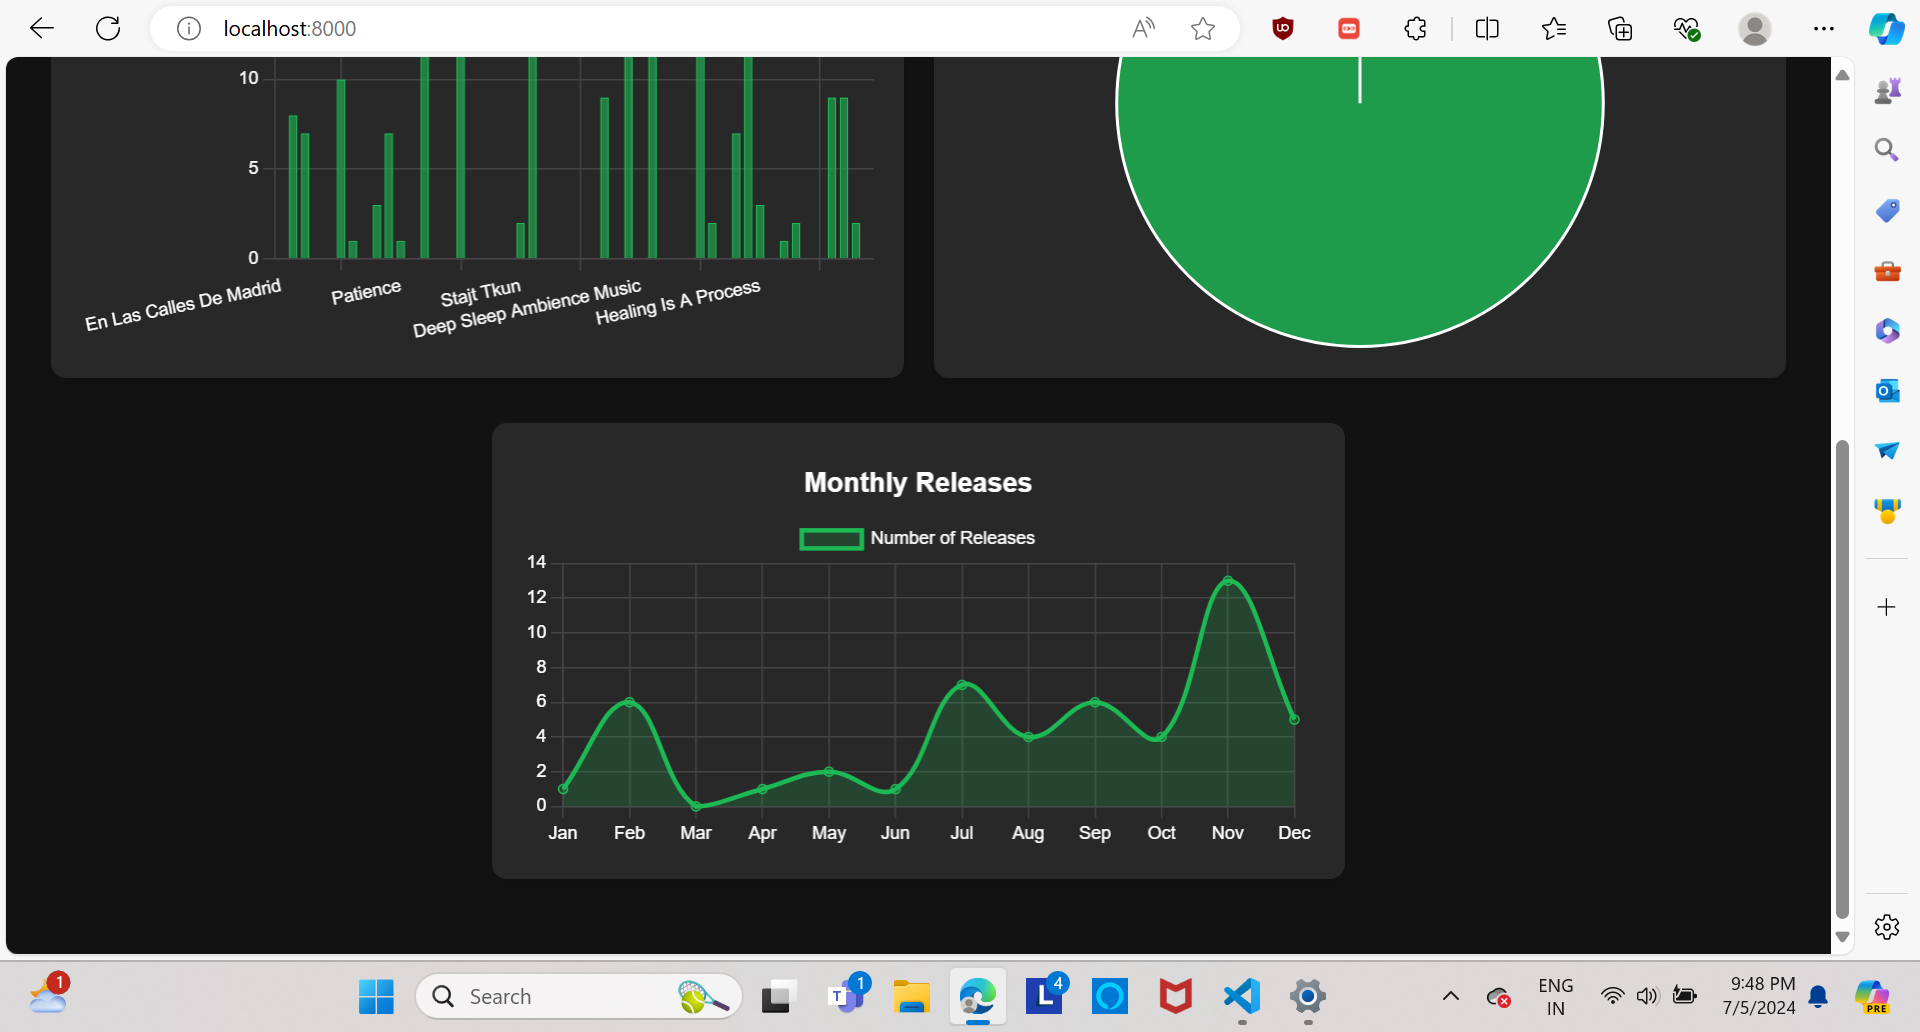 localhost:8000
10
5
0
En Las Calles De Madrid
Patience
Stajt Tkun
Deep Sleep Ambience Music
Healing Is A Process
Monthly Releases
Number of Releases
14
12
10
8
6
4
2
0
Jan Feb Mar Apr May Jun Jul Aug Sep Oct Nov Dec
1
Search
T
1
L
4
ENG
IN
9:48 PM
7/5/2024
PRE